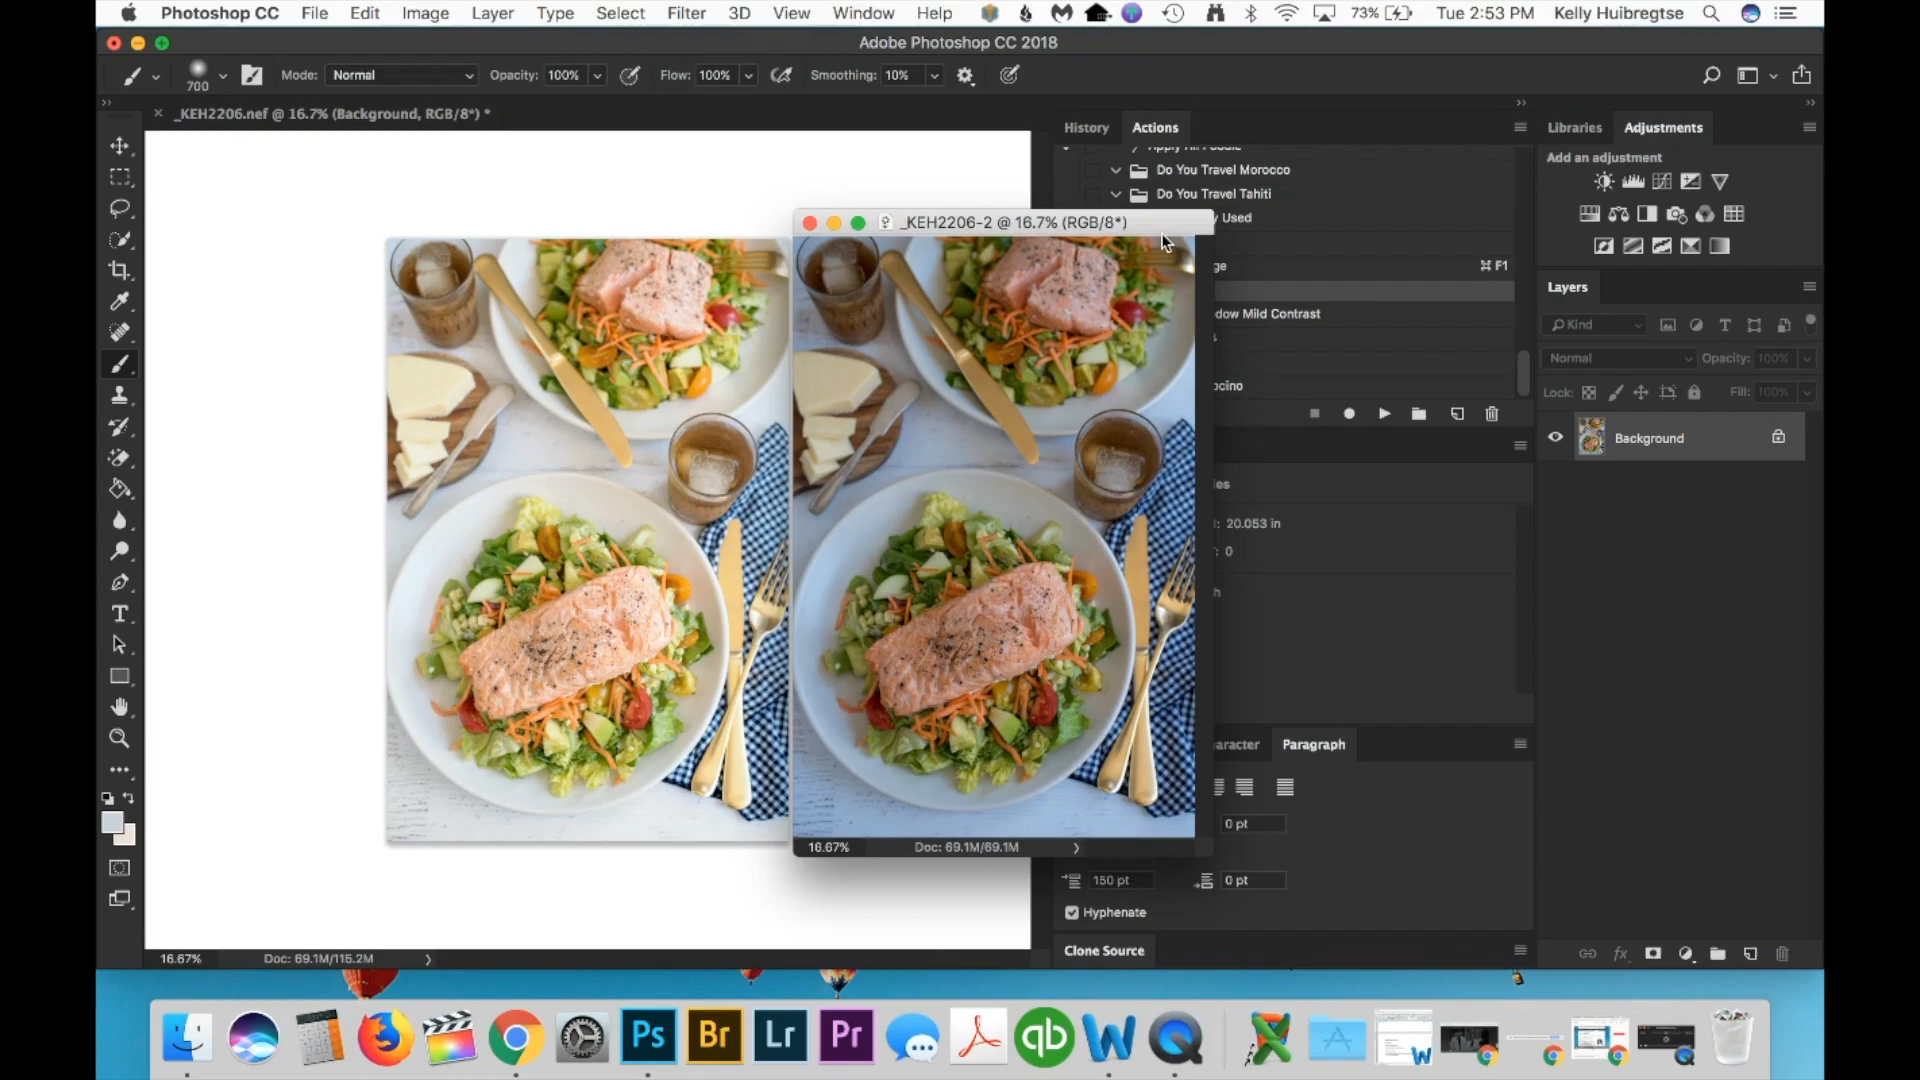 Photoshop CC File Edit Image Layer Type Select Filter 3D View Window Help 73% Tue 2:53 PM Kelly Huibregtse
Adobe Photoshop CC 2018
700 Mode: Normal Opacity: 100% Flow: 100% Smoothing: 10%
× _KEH2206.nef @ 16.7% (Background, RGB/8*) *
History Actions
Libraries Adjustments
Do You Travel Morocco
Add an adjustment
Do You Travel Tahiti
_KEH2206-2 @ 16.7% (RGB/8*)
y Used
ge ⌘ F1
Layers
dow Mild Contrast
Kind
Normal Opacity: 100%
ocino
Lock: Fill: 100%
Background
les
: 20.053 in
: 0
h
aracter Paragraph
0 pt
16.67% Doc: 69.1M/69.1M
150 pt 0 pt
Hyphenate
Clone Source
fx
16.67% Doc: 69.1M/115.2M
Ps Br Lr Pr qb W